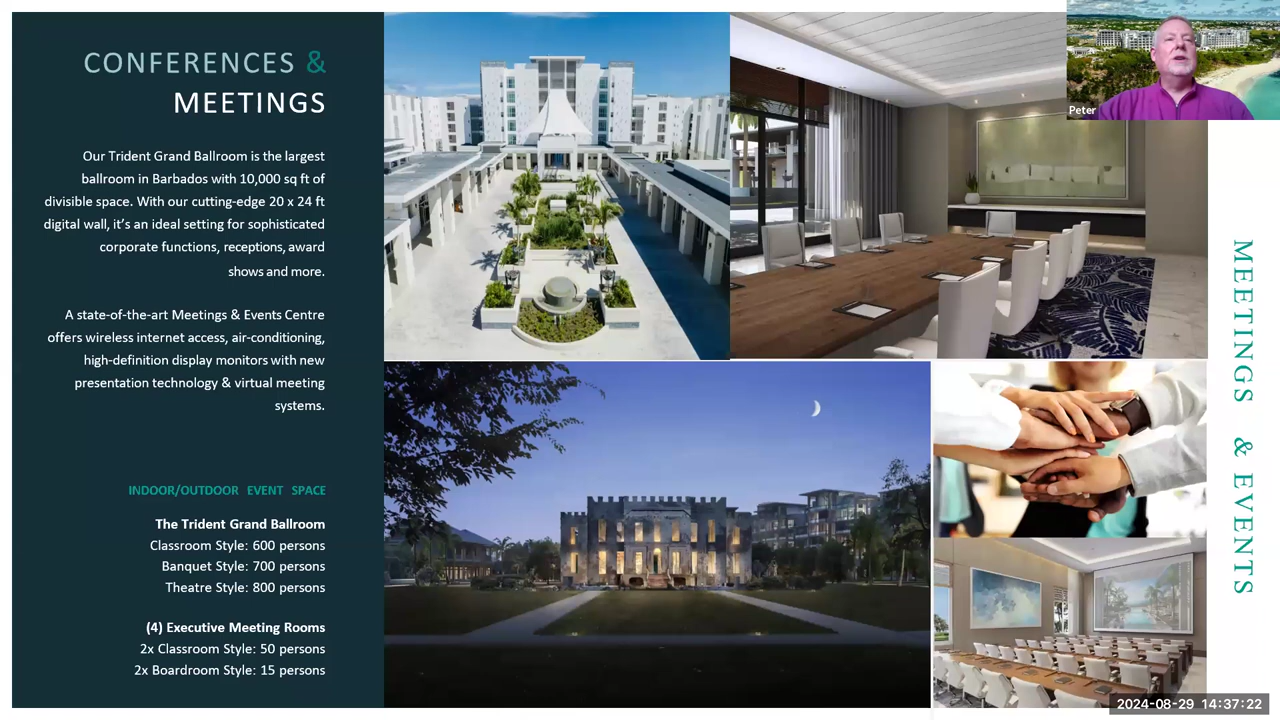 CONFERENCES &
MEETINGS
Our Trident Grand Ballroom is the largest
ballroom in Barbados with 10,000 sq ft of
divisible space. With our cutting-edge 20 x 24 ft
digital wall, it's an ideal setting for sophisticated
corporate functions, receptions, award
shows and more.
A state-of-the-art Meetings & Events Centre
offers wireless internet access, air-conditioning,
high-definition display monitors with new
presentation technology & virtual meeting
systems.
INDOOR/OUTDOOR EVENT SPACE
The Trident Grand Ballroom
Classroom Style: 600 persons
Banquet Style: 700 persons
Theatre Style: 800 persons
(4) Executive Meeting Rooms
2x Classroom Style: 50 persons
2x Boardroom Style: 15 persons
Peter
MEETINGS & EVENTS
2024-08-29 14:37:22